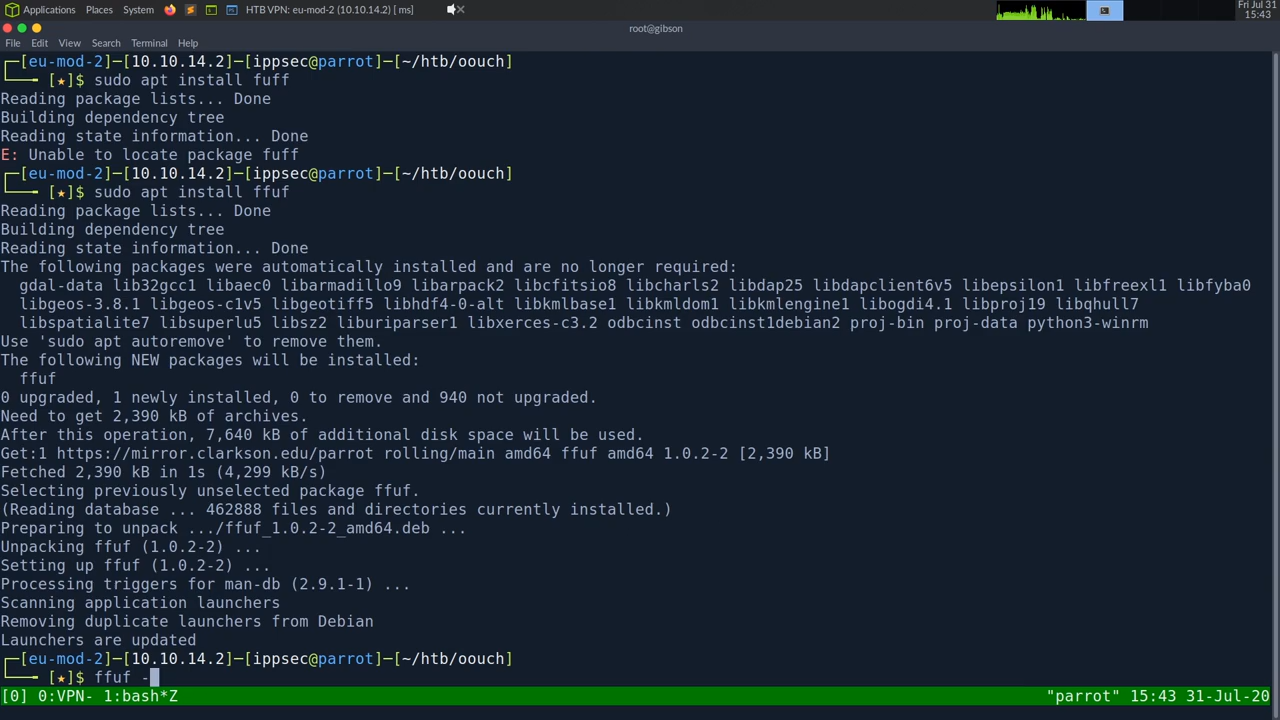 Applications Places System HTB VPN: eu-mod-2 (10.10.14.2) [ ms] Fri Jul 31
15:43
root@gibson
File Edit View Search Terminal Help
┌─[eu-mod-2]─[10.10.14.2]─[ippsec@parrot]─[~/htb/oouch]
└──╼ [★]$ sudo apt install fuff
Reading package lists... Done
Building dependency tree
Reading state information... Done
E: Unable to locate package fuff
┌─[eu-mod-2]─[10.10.14.2]─[ippsec@parrot]─[~/htb/oouch]
└──╼ [★]$ sudo apt install ffuf
Reading package lists... Done
Building dependency tree
Reading state information... Done
The following packages were automatically installed and are no longer required:
gdal-data lib32gcc1 libaec0 libarmadillo9 libarpack2 libcfitsio8 libcharls2 libdap25 libdapclient6v5 libepsilon1 libfreexl1 libfyba0
libgeos-3.8.1 libgeos-c1v5 libgeotiff5 libhdf4-0-alt libkmlbase1 libkmldom1 libkmlengine1 libogdi4.1 libproj19 libqhull7
libspatialite7 libsuperlu5 libsz2 liburiparser1 libxerces-c3.2 odbcinst odbcinst1debian2 proj-bin proj-data python3-winrm
Use 'sudo apt autoremove' to remove them.
The following NEW packages will be installed:
ffuf
0 upgraded, 1 newly installed, 0 to remove and 940 not upgraded.
Need to get 2,390 kB of archives.
After this operation, 7,640 kB of additional disk space will be used.
Get:1 https://mirror.clarkson.edu/parrot rolling/main amd64 ffuf amd64 1.0.2-2 [2,390 kB]
Fetched 2,390 kB in 1s (4,299 kB/s)
Selecting previously unselected package ffuf.
(Reading database ... 462888 files and directories currently installed.)
Preparing to unpack .../ffuf_1.0.2-2_amd64.deb ...
Unpacking ffuf (1.0.2-2) ...
Setting up ffuf (1.0.2-2) ...
Processing triggers for man-db (2.9.1-1) ...
Scanning application launchers
Removing duplicate launchers from Debian
Launchers are updated
┌─[eu-mod-2]─[10.10.14.2]─[ippsec@parrot]─[~/htb/oouch]
└──╼ [★]$ ffuf -
[0] 0:VPN- 1:bash*Z "parrot" 15:43 31-Jul-20